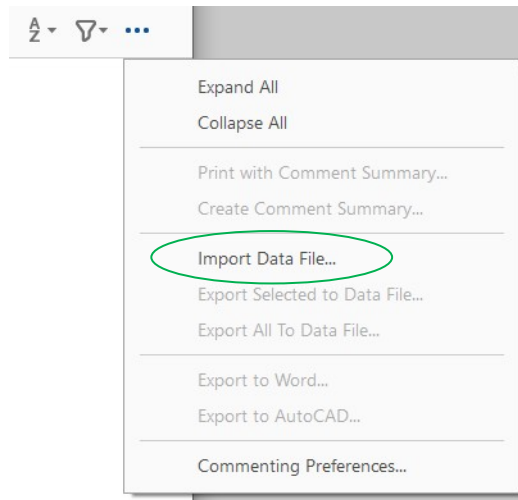 A
Z
Expand All
Collapse All
Print with Comment Summary...
Create Comment Summary...
Import Data File...
Export Selected to Data File...
Export All To Data File...
Export to Word...
Export to AutoCAD...
Commenting Preferences...